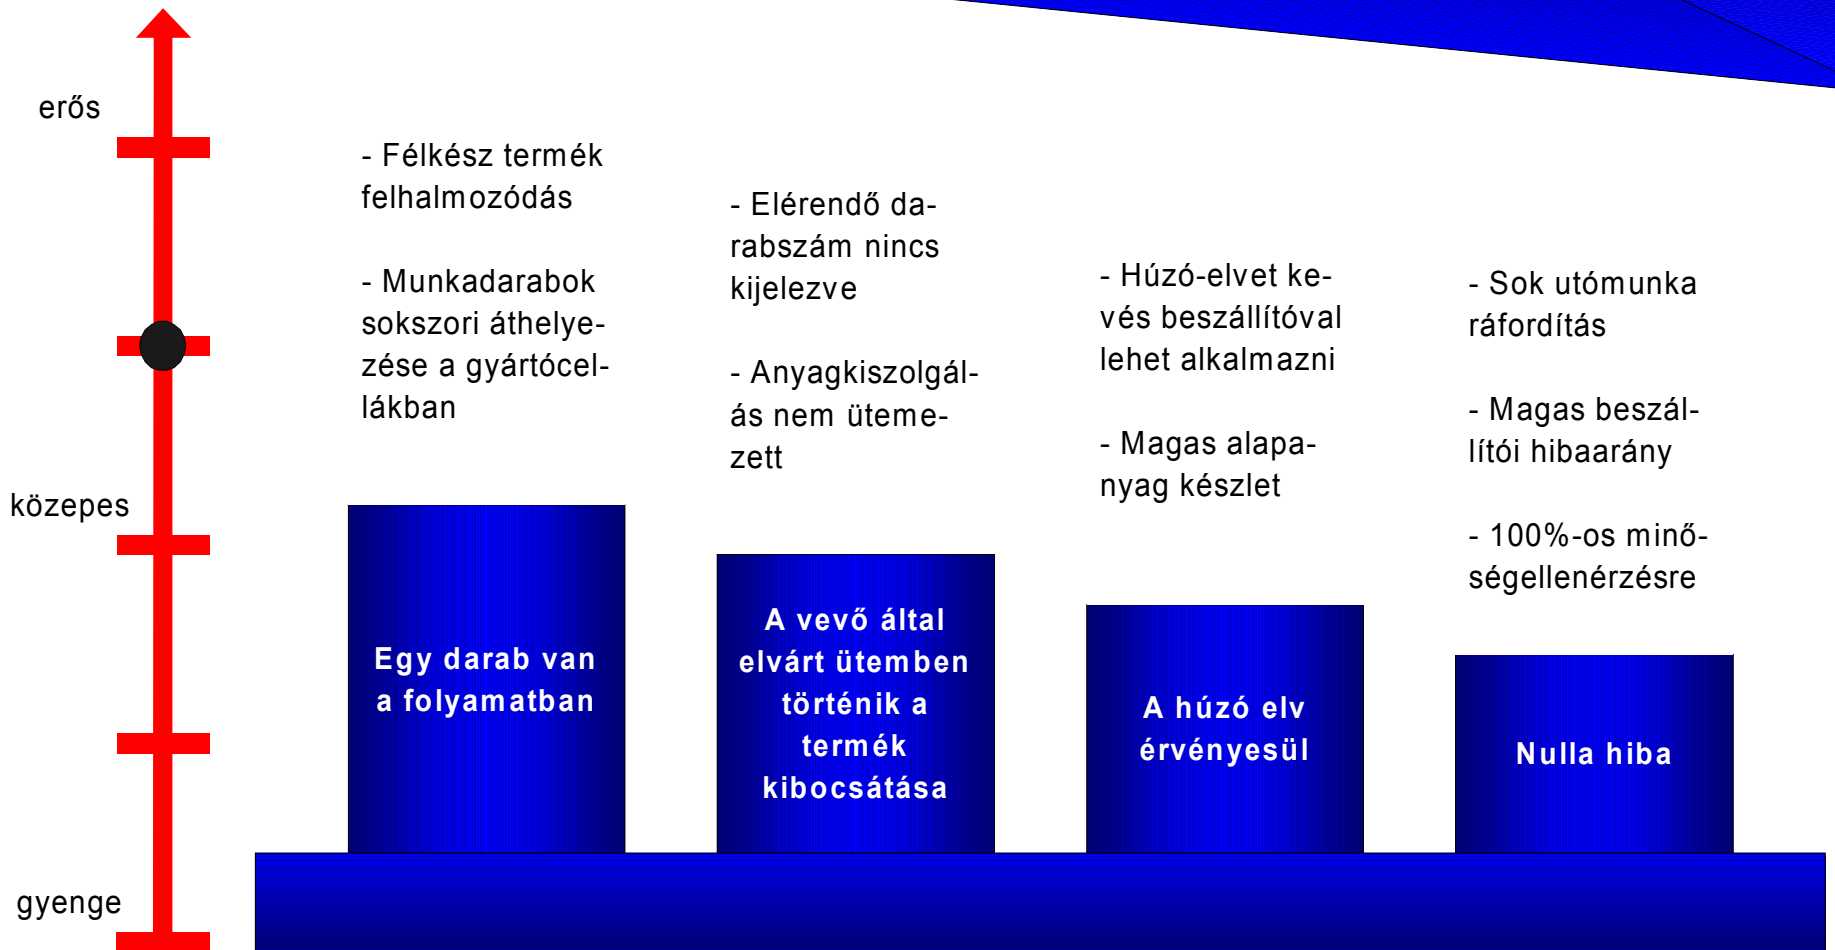 erős
közepes
gyenge
- Félkész termék
felhalmozódás
- Munkadarabok
sokszori áthelye-
zése a gyártócel-
lákban
Egy darab van
a folyamatban
- Elérendő da-
rabszám nincs
kijelezve
- Anyagkiszolgál-
ás nem üteme-
zett
A vevő által
elvárt ütemben
történik a
termék
kibocsátása
- Húzó-elvet ke-
vés beszállítóval
lehet alkalmazni
- Magas alapa-
nyag készlet
A húzó elv
érvényesül
- Sok utómunka
ráfordítás
- Magas beszál-
lítói hibaarány
- 100%-os minő-
ségellenérzésre
Nulla hiba